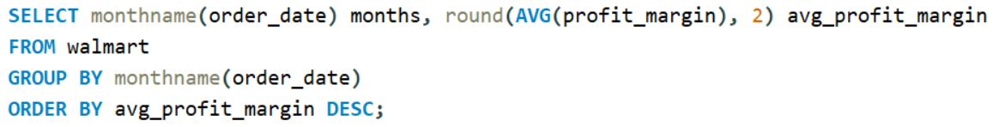 SELECT monthname(order_date) months, round(AVG(profit_margin), 2) avg_profit_margin
FROM walmart
GROUP BY monthname(order_date)
ORDER BY avg_profit_margin DESC;